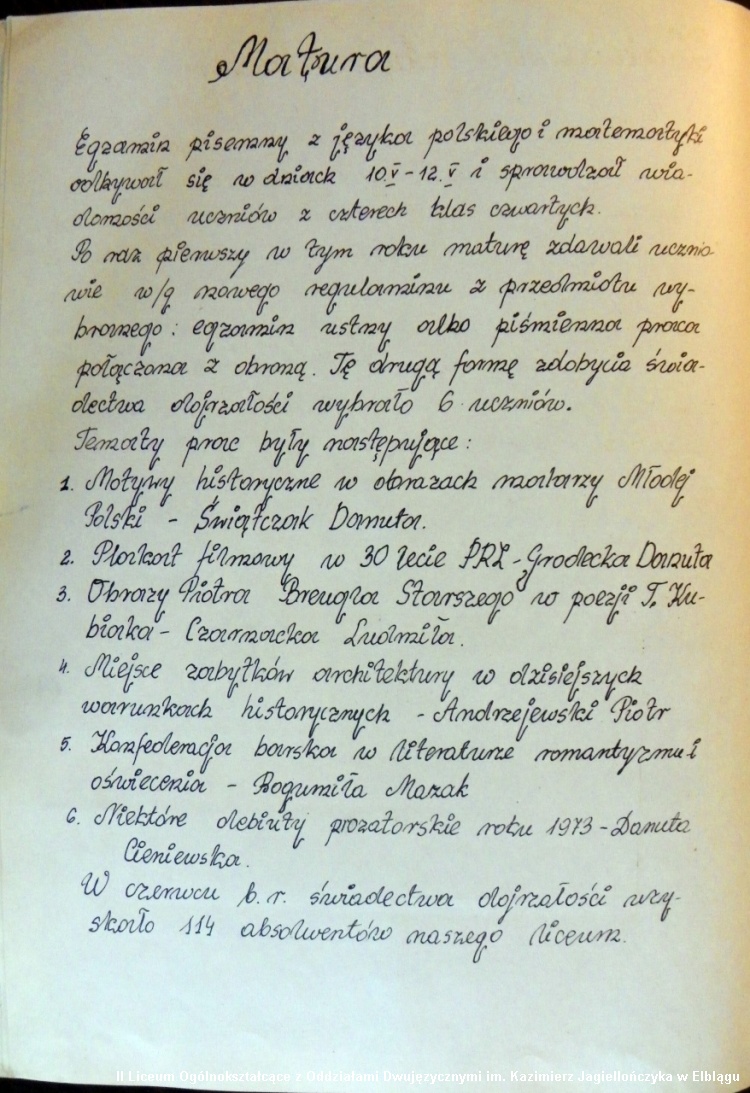 Matura
Egzamin pisemny z języka polskiego i matematyki
odbywał się w dniach 10.V - 12.V i sprawdzał wia-
domości uczniów z czterech klas czwartych.
Po raz pierwszy w tym roku maturę zdawali ucznio
wie w/g nowego regulaminu z przedmiotu wy-
branego: egzamin ustny albo piśmienna praca
połączona z obroną. Tę drugą formę zdobycia świa-
dectwa dojrzałości wybrało 6 uczniów.
Tematy prac były następujące:
1. Motywy historyczne w obrazach malarzy Młodej
Polski - Świątczak Danuta.
2. Plakat filmowy w 30 lecie PRL - Grodecka Danuta
3. Obrazy Piotra Breugla Starszego w poezji T. Ku-
biaka - Czarnacka Ludmiła.
4. Miejsce zabytków architektury w dzisiejszych
warunkach historycznych - Andrzejewski Piotr
5. Konfederacja barska w literaturze romantyzmu i
oświecenia - Bogumiła Mazak
6. Niektóre debiuty prozatorskie roku 1973 - Danuta
Cieniewska.
W czerwcu b.r. świadectwa dojrzałości uzy-
skało 114 absolwentów naszego liceum.
II Liceum Ogólnokształcące z Oddziałami Dwujęzycznymi im. Kazimierz Jagiellończyka w Elblągu